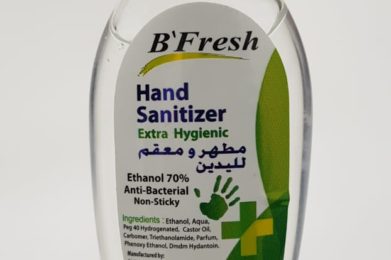 B'Fresh
Hand
Sanitizer
Extra Hygienic
مطهر و معقم
لليدين
Ethanol 70%
Anti-Bacterial
Non-Sticky
Ingredients : Ethanol, Aqua,
Peg 40 Hydrogenated, Castor Oil,
Carbomer, Triethanolamide, Parfum,
Phenoxy Ethanol, Dmdm Hydantoin.
Manufactured by